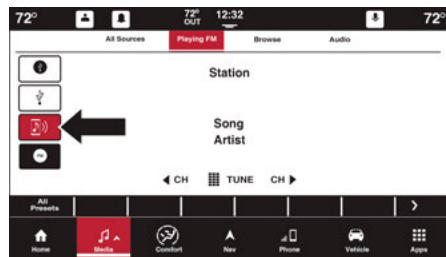 72° 72° OUT 12:32 72°
All Sources Playing FM Browse Audio
Station
Song
Artist
CH TUNE CH
All
Presets
Home Media Comfort Nav Phone Vehicle Apps